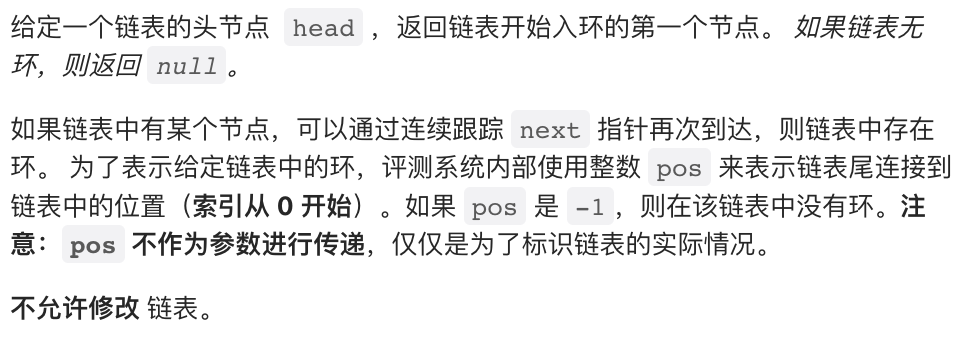 给定一个链表的头节点 head ，返回链表开始入环的第一个节点。 如果链表无
环，则返回 null。
如果链表中有某个节点，可以通过连续跟踪 next 指针再次到达，则链表中存在
环。 为了表示给定链表中的环，评测系统内部使用整数 pos 来表示链表尾连接到
链表中的位置（索引从 0 开始）。如果 pos 是 -1，则在该链表中没有环。注
意：pos 不作为参数进行传递，仅仅是为了标识链表的实际情况。
不允许修改 链表。